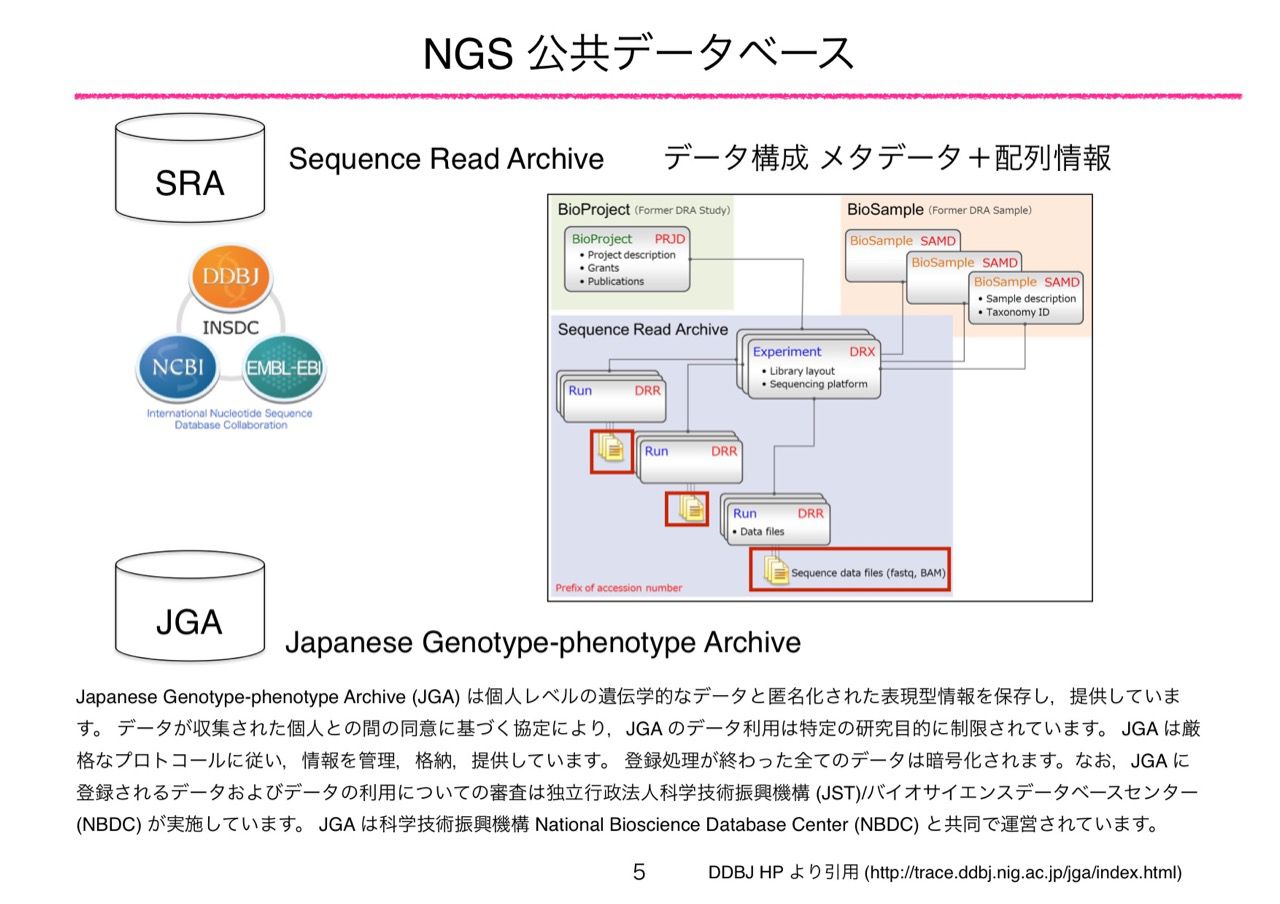 NGS 公共データベース
SRA
Sequence Read Archive
データ構成 メタデータ＋配列情報
DDBJ
INSDC
NCBI
EMBL-EBI
International Nucleotide Sequence
Database Collaboration
BioProject (Former DRA Study)
BioProject PRJD
• Project description
• Grants
• Publications
BioSample (Former DRA Sample)
BioSample SAMD
BioSample SAMD
BioSample SAMD
• Sample description
• Taxonomy ID
Sequence Read Archive
Experiment DRX
• Library layout
• Sequencing platform
Run DRR
Run DRR
Run DRR
• Data files
Sequence data files (fastq, BAM)
Prefix of accession number
JGA
Japanese Genotype-phenotype Archive
Japanese Genotype-phenotype Archive (JGA) は個人レベルの遺伝学的なデータと匿名化された表現型情報を保存し，提供していま
す。 データが収集された個人との間の同意に基づく協定により，JGA のデータ利用は特定の研究目的に制限されています。 JGA は厳
格なプロトコールに従い，情報を管理，格納，提供しています。 登録処理が終わった全てのデータは暗号化されます。なお，JGA に
登録されるデータおよびデータの利用についての審査は独立行政法人科学技術振興機構 (JST)/バイオサイエンスデータベースセンター
(NBDC) が実施しています。 JGA は科学技術振興機構 National Bioscience Database Center (NBDC) と共同で運営されています。
5
DDBJ HP より引用 (http://trace.ddbj.nig.ac.jp/jga/index.html)